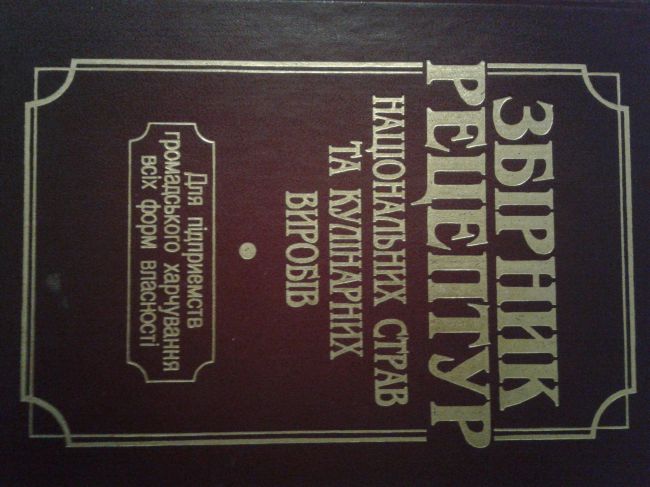 ЗБІРНИК
РЕЦЕПТУР
НАЦІОНАЛЬНИХ СТРАВ
ТА КУЛІНАРНИХ
ВИРОБІВ
Для підприємств
громадського харчування
всіх форм власності